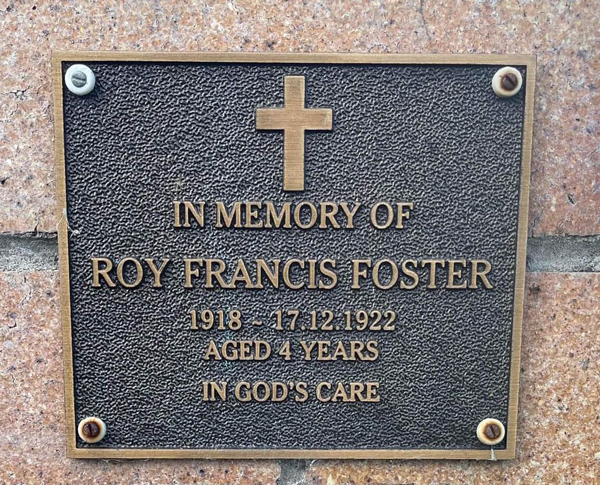 IN MEMORY OF
ROY FRANCIS FOSTER
1918 ~ 17.12.1922
AGED 4 YEARS
IN GOD'S CARE